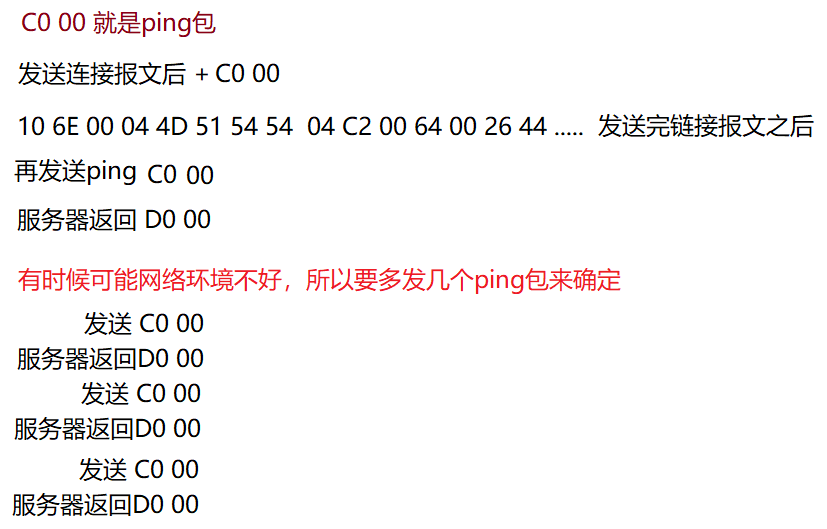 C0 00 就是ping包
发送连接报文后 + C0 00
10 6E 00 04 4D 51 54 54  04 C2 00 64 00 26 44 ..... 发送完链接报文之后
再发送ping C0 00
服务器返回 D0 00
有时候可能网络环境不好，所以要多发几个ping包来确定
发送 C0 00
服务器返回D0 00
发送 C0 00
服务器返回D0 00
发送 C0 00
服务器返回D0 00